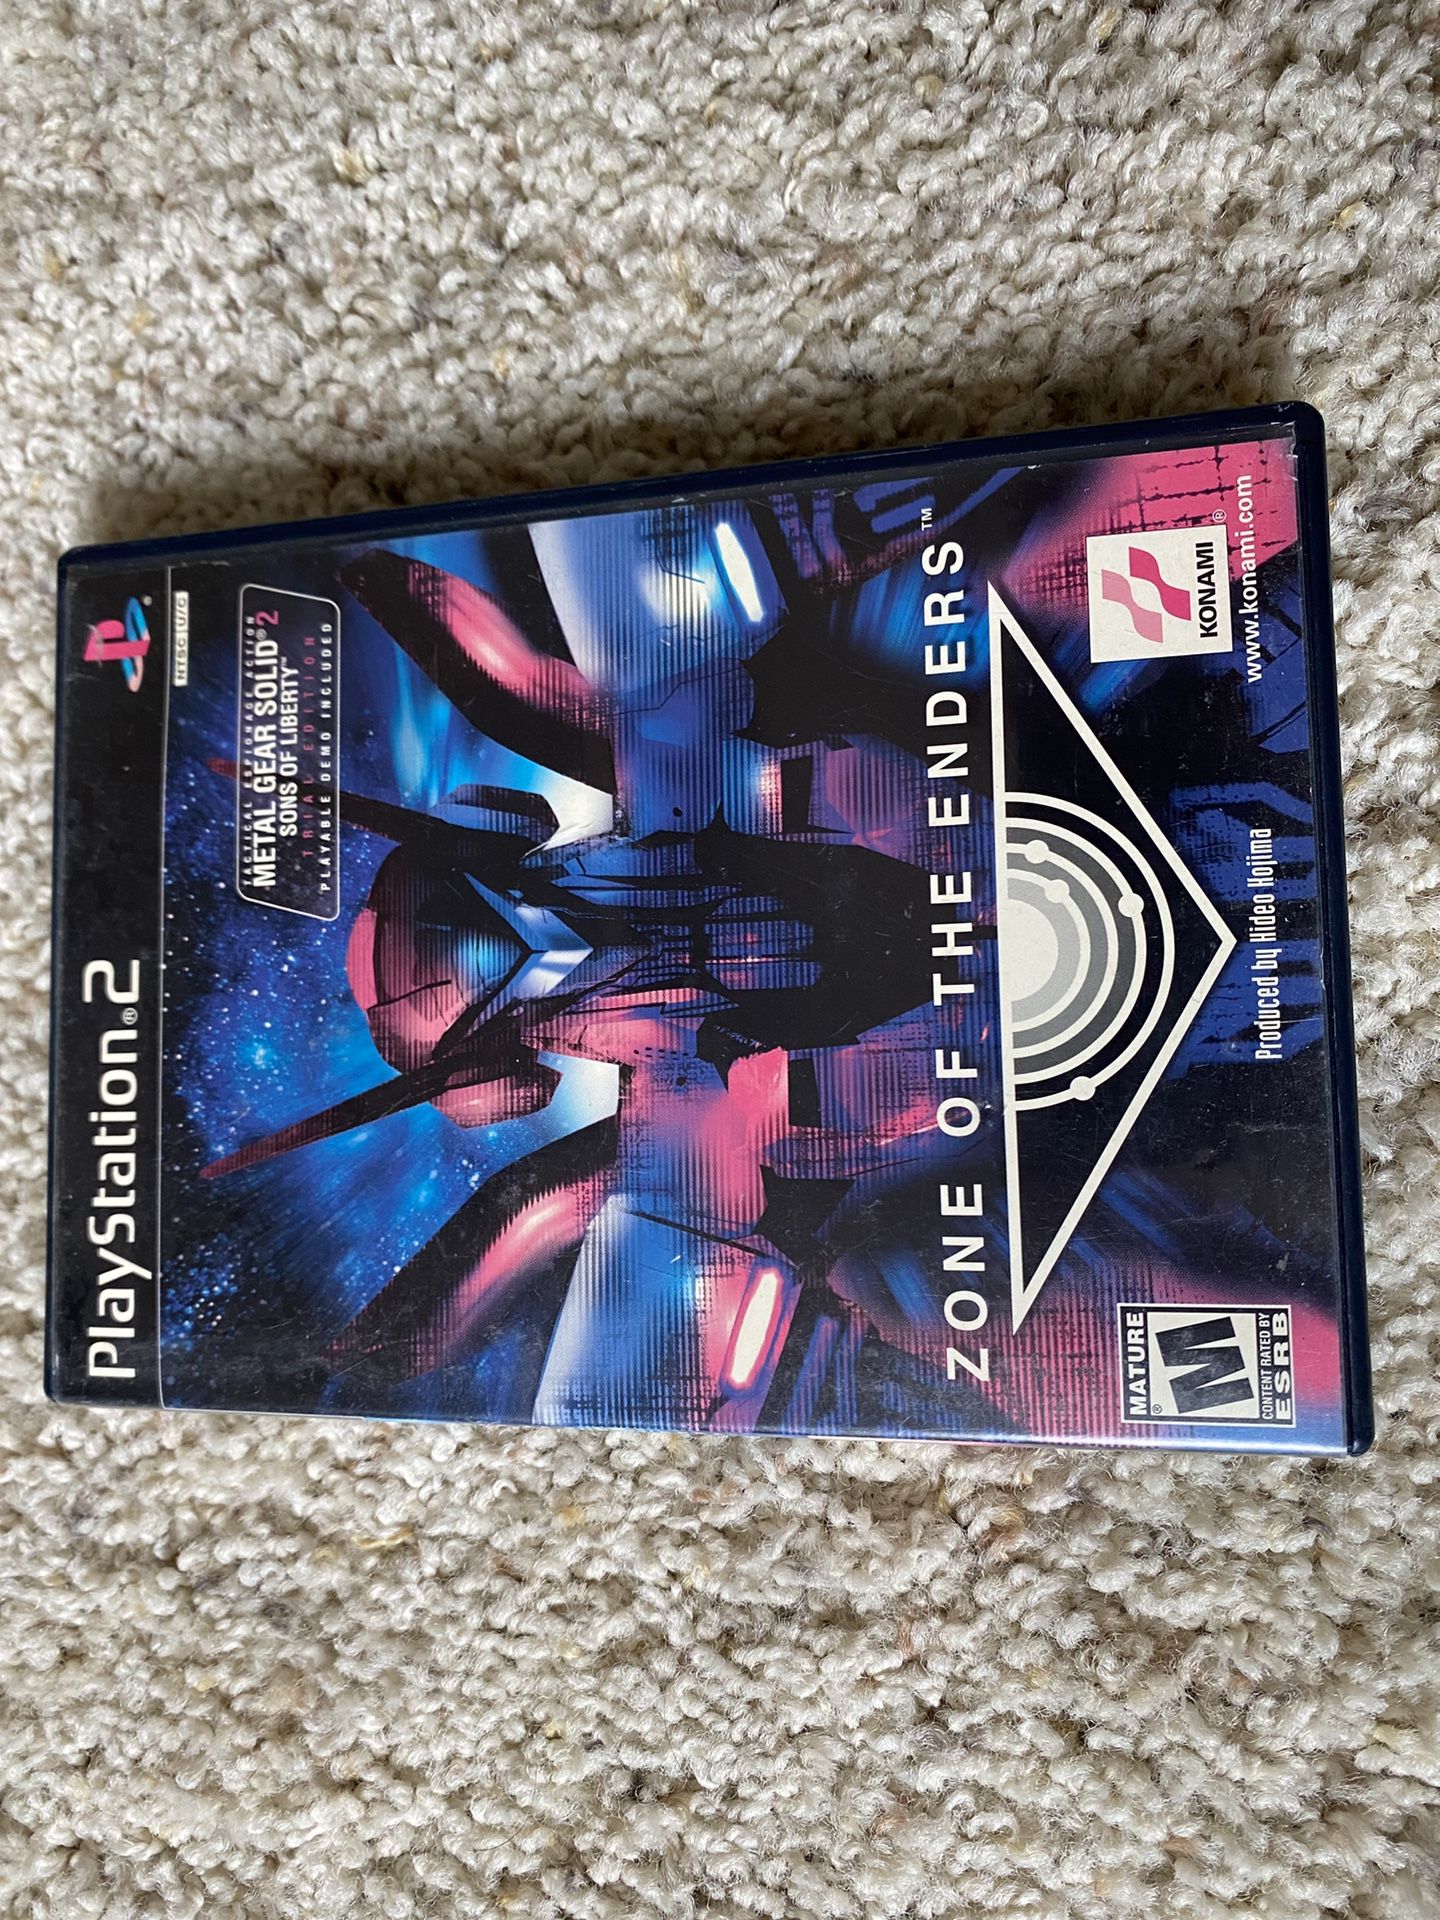 PlayStation®2
NTSC U/C
TACTICAL ESPIONAGE ACTION
METAL GEAR SOLID®2
SONS OF LIBERTY™
TRIAL EDITION
PLAYABLE DEMO INCLUDED
ZONE OF THE ENDERS™
MATURE
M
®
CONTENT RATED BY
ESRB
Produced by Hideo Kojima
KONAMI®
www.konami.com